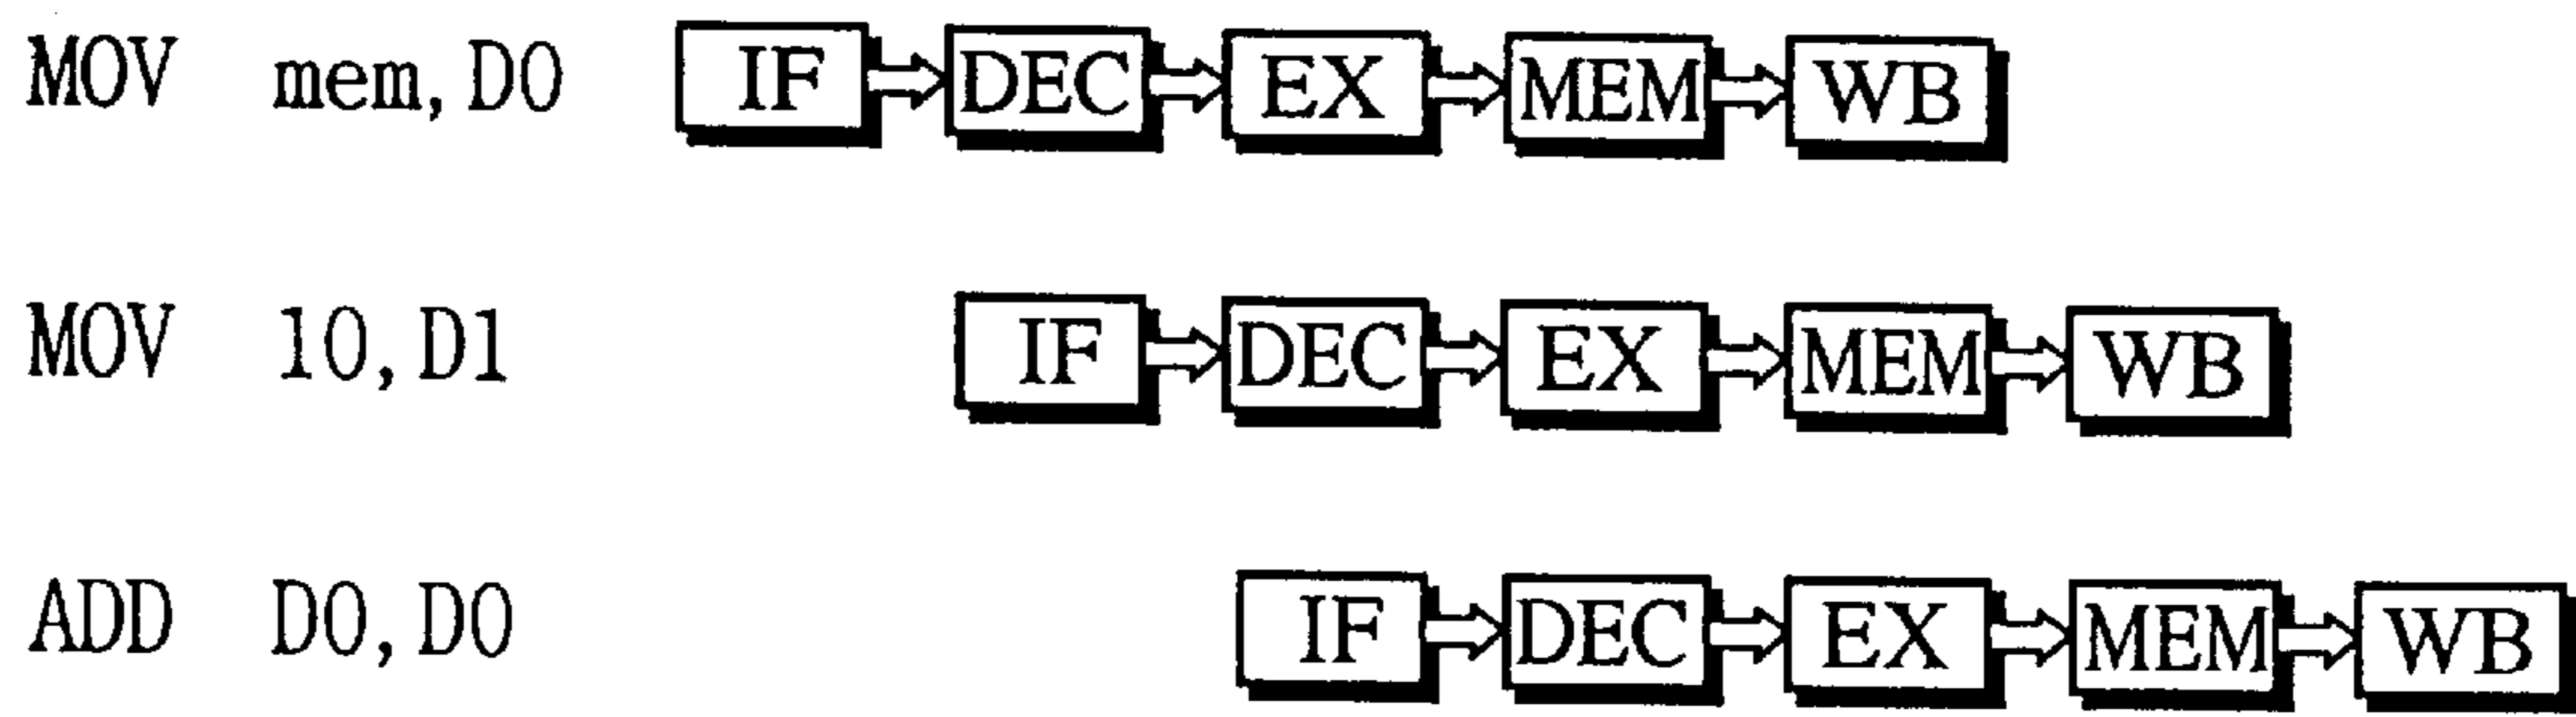 MOV mem, D0 IF DEC EX MEM WB
MOV 10, D1 IF DEC EX MEM WB
ADD D0, D0 IF DEC EX MEM WB